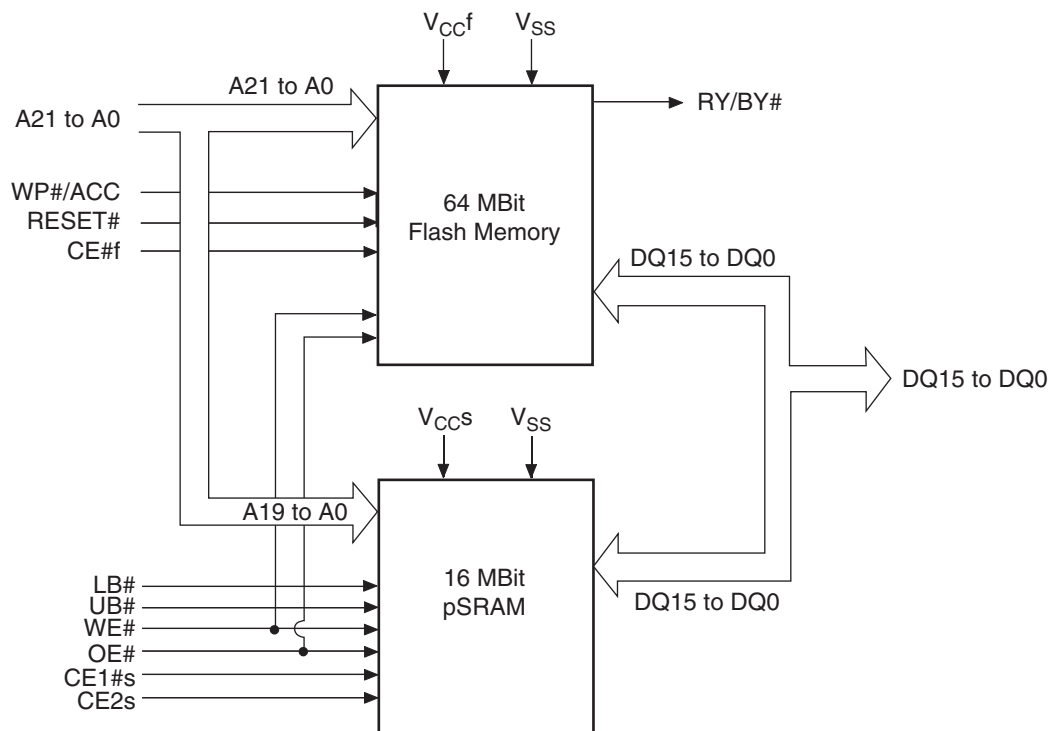 VCCf VSS
A21 to A0
A21 to A0
RY/BY#
WP#/ACC
RESET#
CE#f
64 MBit
Flash Memory
DQ15 to DQ0
DQ15 to DQ0
VCCs VSS
A19 to A0
LB#
UB#
WE#
OE#
CE1#s
CE2s
16 MBit
pSRAM
DQ15 to DQ0